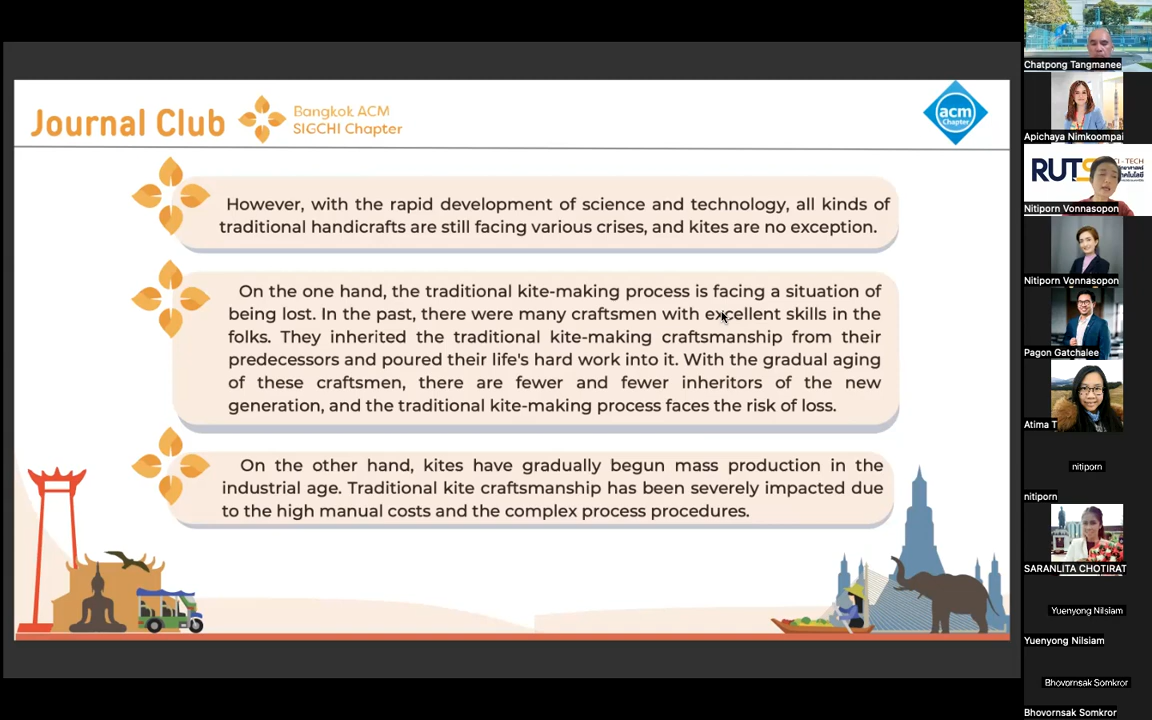 Journal Club
Bangkok ACM
SIGCHI Chapter
acm
Chapter
However, with the rapid development of science and technology, all kinds of
traditional handicrafts are still facing various crises, and kites are no exception.
On the one hand, the traditional kite-making process is facing a situation of
being lost. In the past, there were many craftsmen with excellent skills in the
folks. They inherited the traditional kite-making craftsmanship from their
predecessors and poured their life's hard work into it. With the gradual aging
of these craftsmen, there are fewer and fewer inheritors of the new
generation, and the traditional kite-making process faces the risk of loss.
On the other hand, kites have gradually begun mass production in the
industrial age. Traditional kite craftsmanship has been severely impacted due
to the high manual costs and the complex process procedures.
Chatpong Tangmanee
Apichaya Nimkoompai
RUTS
Nitiporn Vonnasopon
Nitiporn Vonnasopon
Pagon Gatchalee
Atima T
nitiporn
nitiporn
SARANLITA CHOTIRAT
Yuenyong Nilsiam
Yuenyong Nilsiam
Bhovornsak Somkror
Bhovornsak Somkror